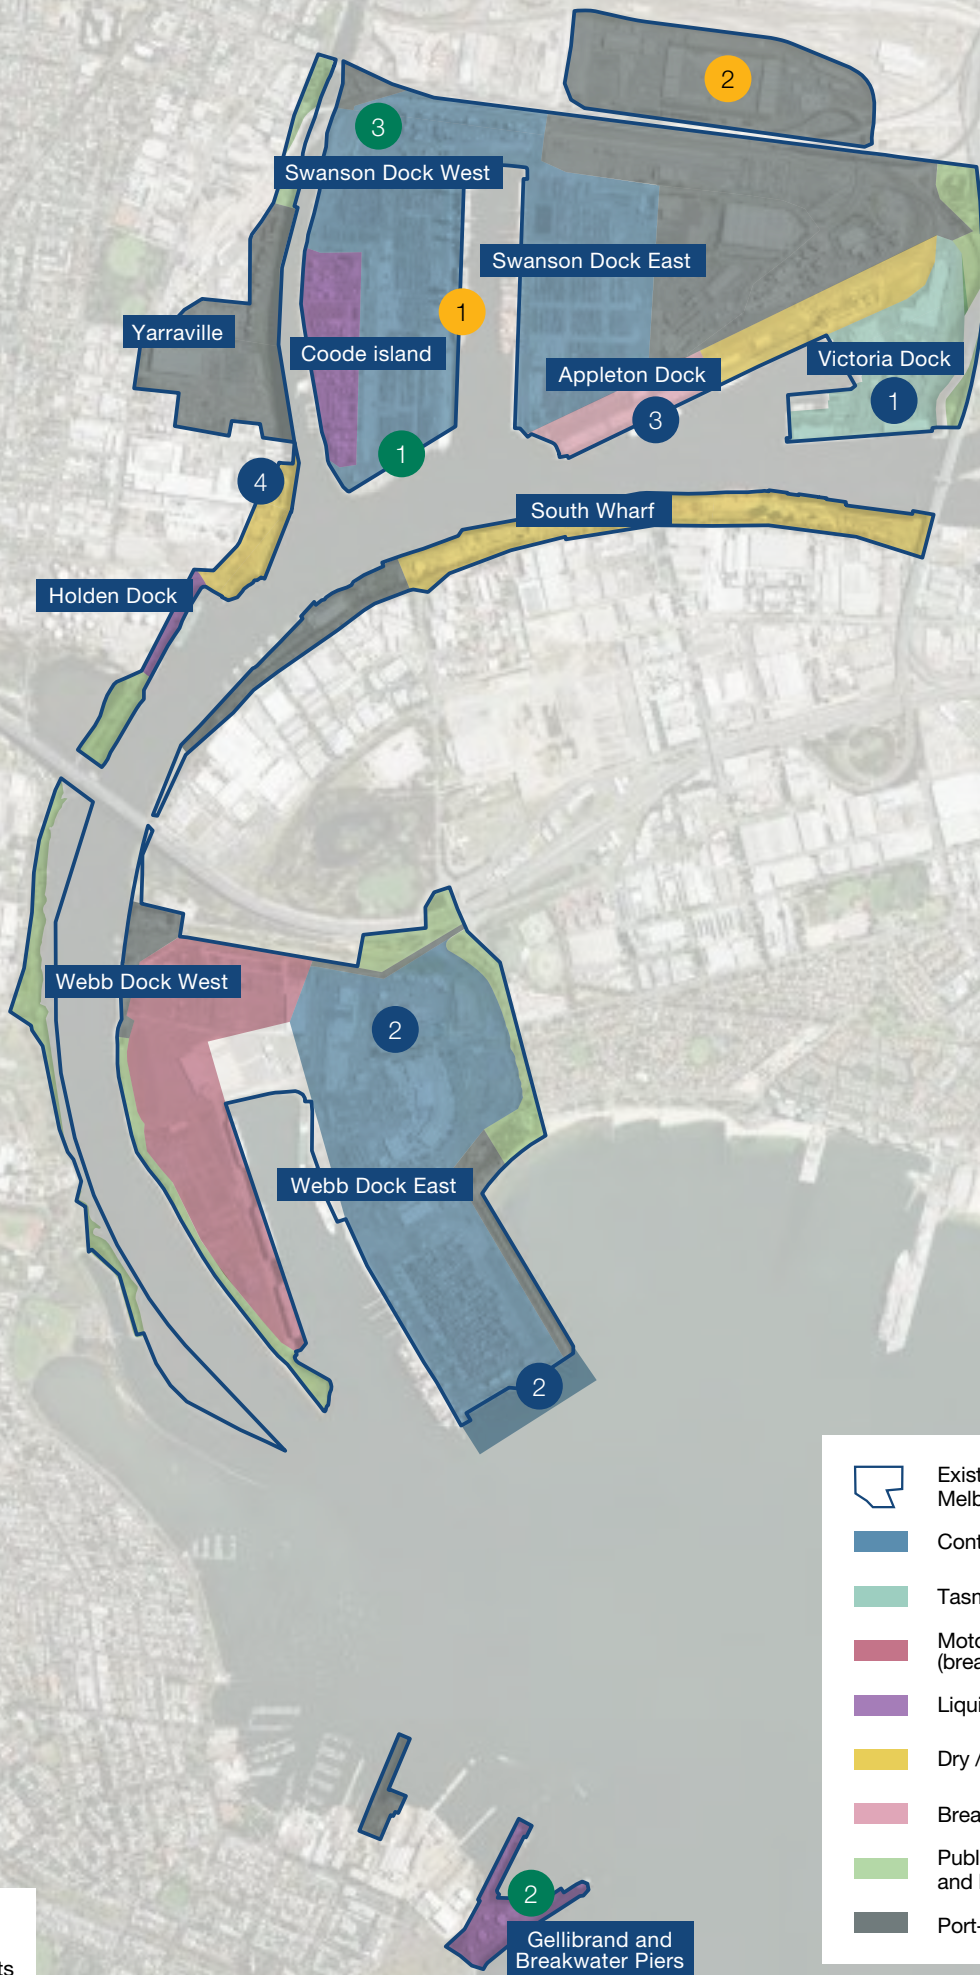 2
3
Swanson Dock West
Swanson Dock East
1
Yarraville
Coode island
Victoria Dock
Appleton Dock
1
3
1
4
South Wharf
Holden Dock
Webb Dock West
2
Webb Dock East
2
Exist
Melb
Cont
Tasm
Moto
(brea
Liqui
Dry /
Brea
Publ
and
Port-
2
Gellibrand and
Breakwater Piers
ts